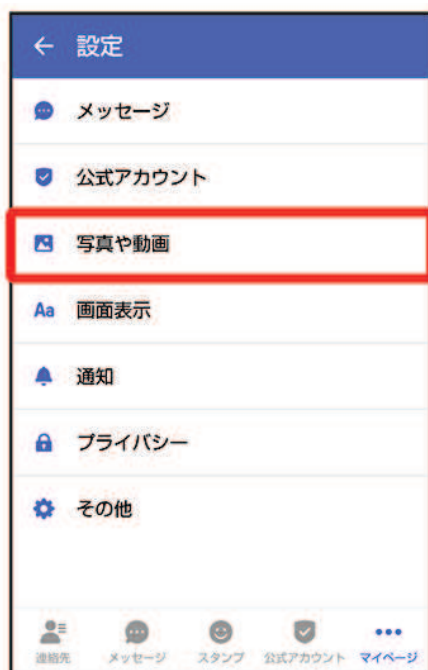 設定
メッセージ
公式アカウント
写真や動画
Aa 画面表示
通知
プライバシー
その他
連絡先 メッセージ スタンプ 公式アカウント マイページ